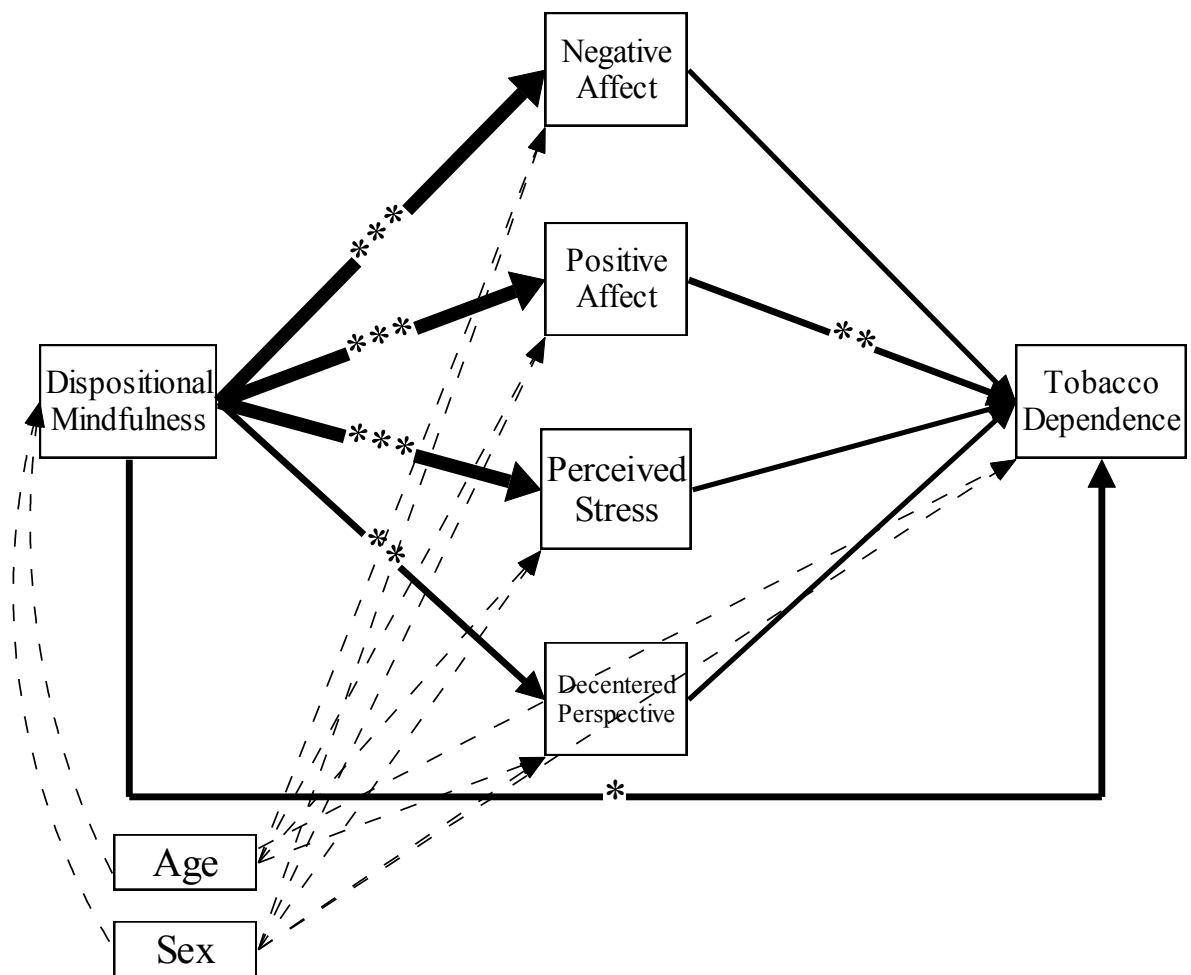 Negative
Affect
***
Positive
Affect
***
**
Dispositional
Mindfulness
Tobacco
Dependence
***
Perceived
Stress
**
Decentered
Perspective
*
Age
Sex